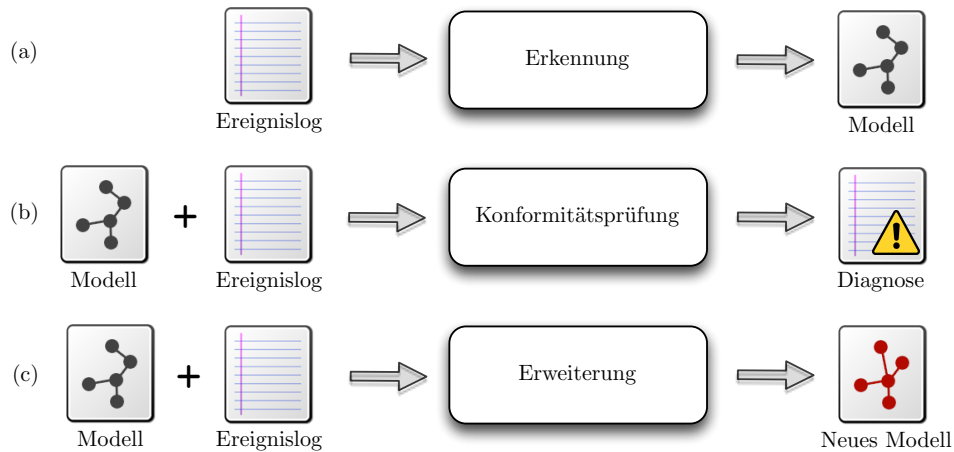 (a)
Erkennung
Ereignislog
Modell
(b)
+
Konformitätsprüfung
Modell
Ereignislog
Diagnose
(c)
+
Erweiterung
Modell
Ereignislog
Neues Modell